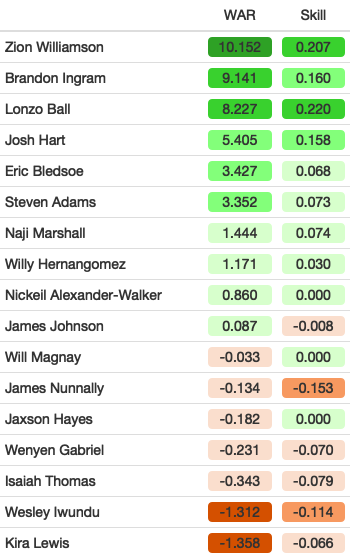 WAR Skill
Zion Williamson 10.152 0.207
Brandon Ingram 9.141 0.160
Lonzo Ball 8.227 0.220
Josh Hart 5.405 0.158
Eric Bledsoe 3.427 0.068
Steven Adams 3.352 0.073
Naji Marshall 1.444 0.074
Willy Hernangomez 1.171 0.030
Nickeil Alexander-Walker 0.860 0.000
James Johnson 0.087 -0.008
Will Magnay -0.033 0.000
James Nunnally -0.134 -0.153
Jaxson Hayes -0.182 0.000
Wenyen Gabriel -0.231 -0.070
Isaiah Thomas -0.343 -0.079
Wesley Iwundu -1.312 -0.114
Kira Lewis -1.358 -0.066